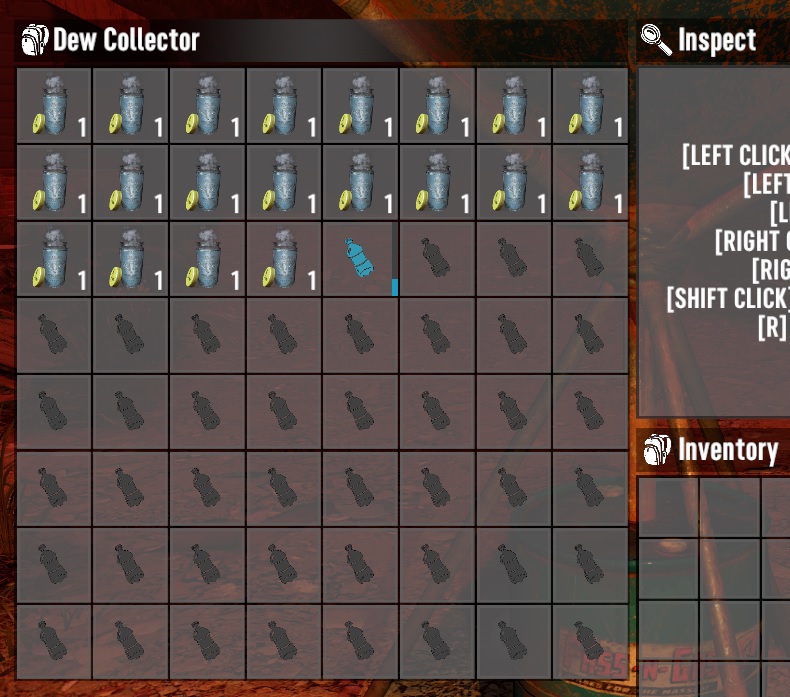 Dew Collector
Inspect
1 1 1 1 1 1 1 1
1 1 1 1 1 1 1 1
1 1 1 1
[LEFT CLICK
[LEFT
[L
[RIGHT
[RIG
[SHIFT CLICK]
[R]
Inventory